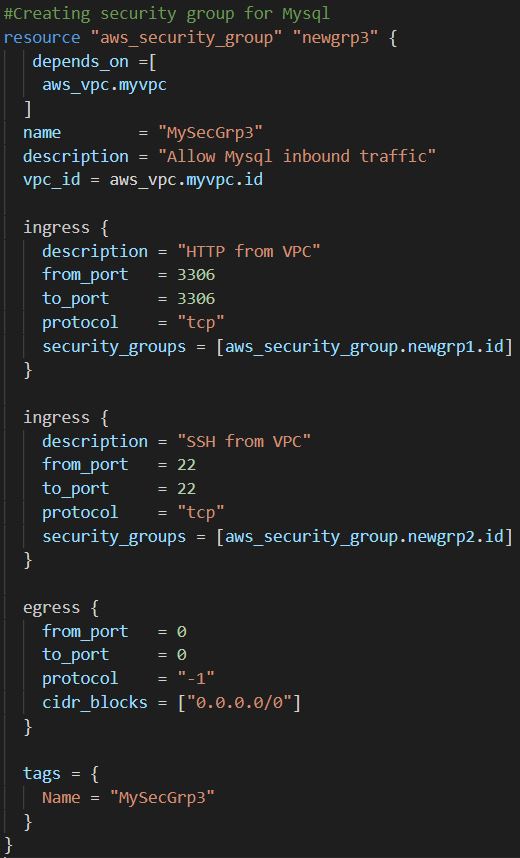 #Creating security group for Mysql
resource "aws_security_group" "newgrp3" {
depends_on =[
aws_vpc.myvpc
]
name = "MySecGrp3"
description = "Allow Mysql inbound traffic"
vpc_id = aws_vpc.myvpc.id
ingress {
description = "HTTP from VPC"
from_port = 3306
to_port = 3306
protocol = "tcp"
security_groups = [aws_security_group.newgrp1.id]
}
ingress {
description = "SSH from VPC"
from_port = 22
to_port = 22
protocol = "tcp"
security_groups = [aws_security_group.newgrp2.id]
}
egress {
from_port = 0
to_port = 0
protocol = "-1"
cidr_blocks = ["0.0.0.0/0"]
}
tags = {
Name = "MySecGrp3"
}
}